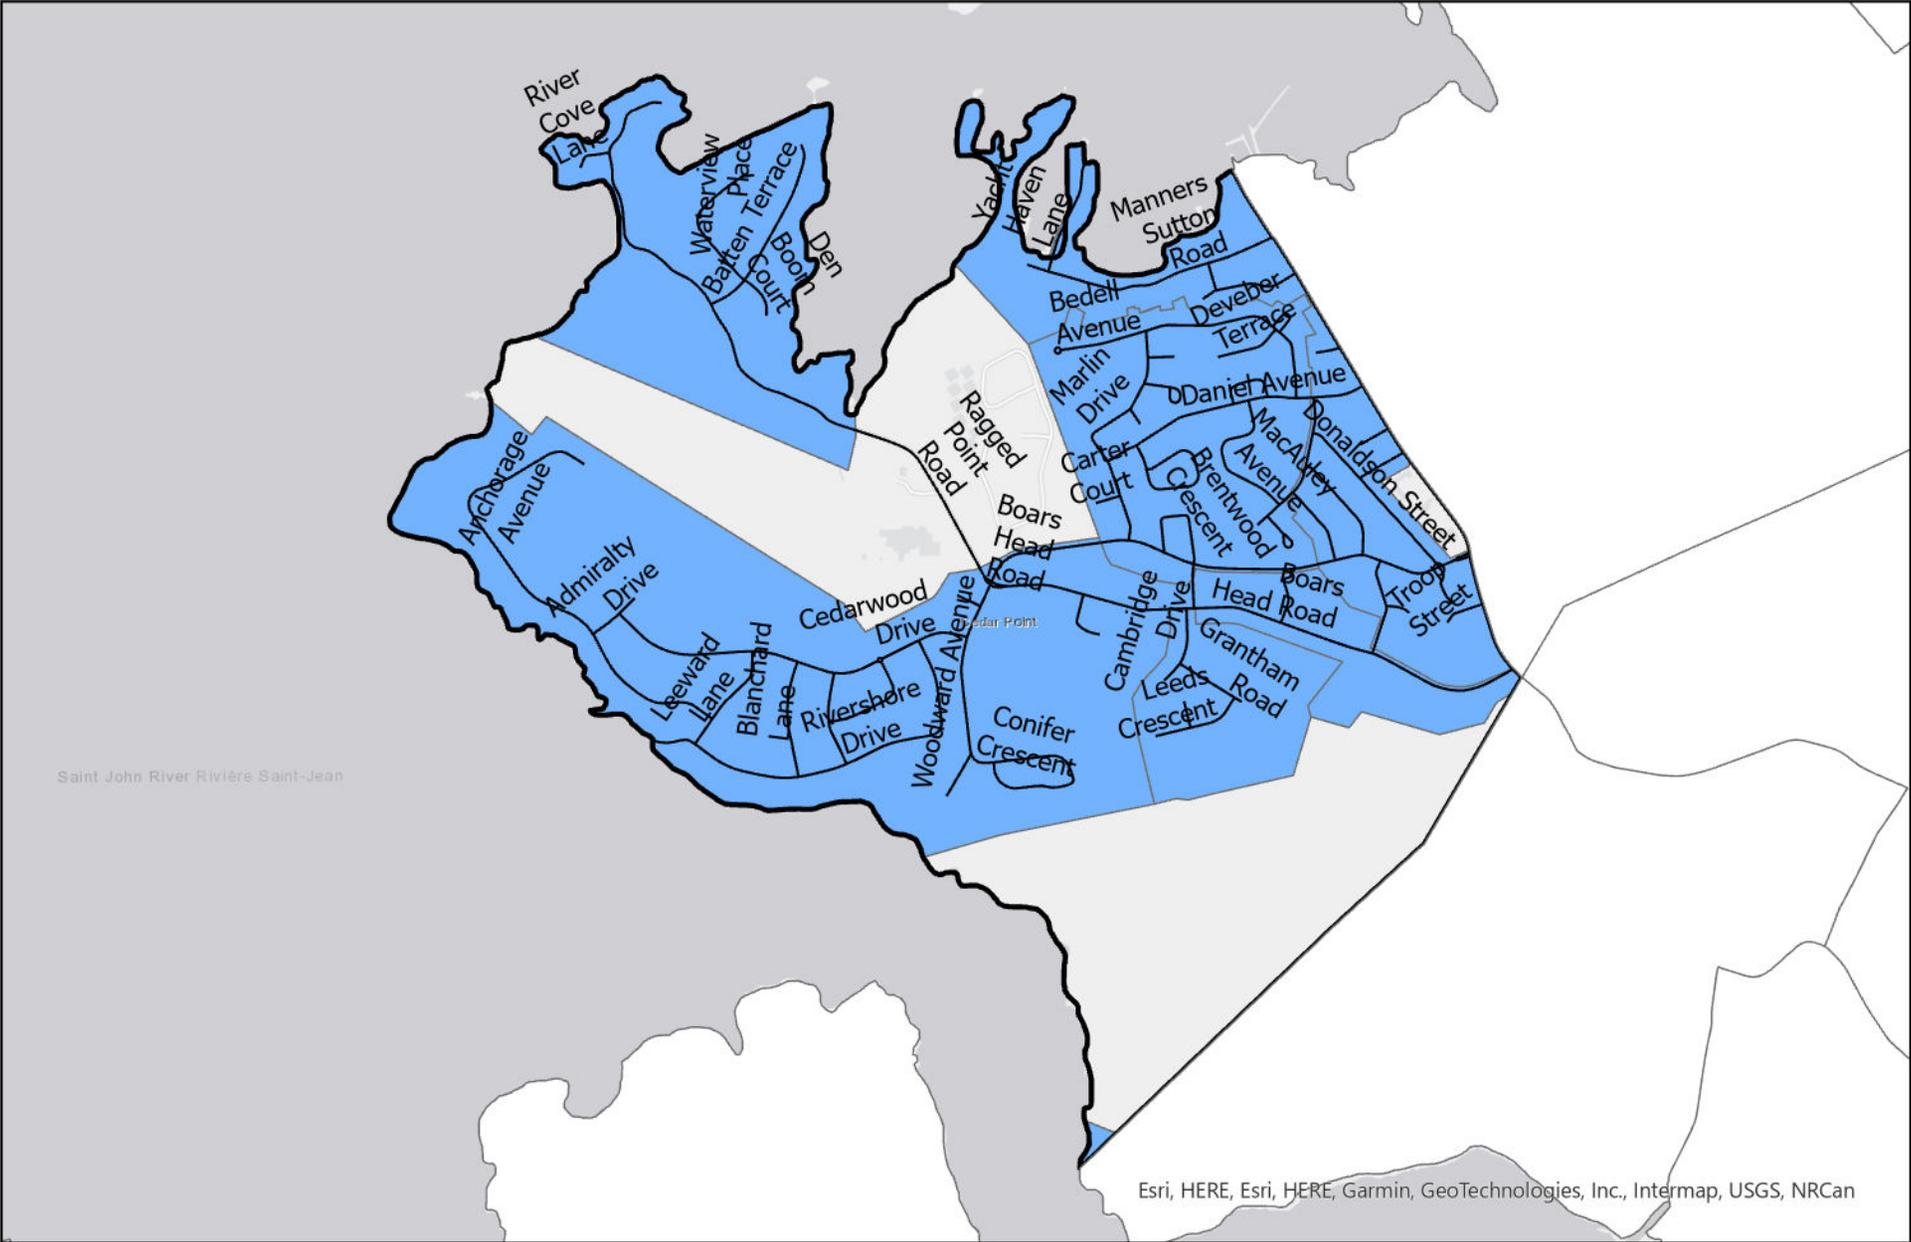 River
Cove
Lane
Waterview
Place
Batten Terrace
Boom
Court
Den
Yacht
Haven
Lane
Manners
Sutton
Road
Bedell
Avenue
Deveber
Terrace
Marlin
Drive
Daniel Avenue
Donaldson Street
MacAuley
Avenue
Brentwood
Crescent
Carter
Court
Ragged
Point
Road
Boars
Head
Road
Anchorage
Avenue
Admiralty
Drive
Cedarwood
Drive
Cedar Point
Woodward Avenue
Cambridge
Drive
Boars
Head Road
Troop
Street
Grantham
Road
Leeds
Crescent
Leeward
Lane
Blanchard
Lane
Rivershore
Drive
Conifer
Crescent
Saint John River Rivière Saint-Jean
Esri, HERE, Esri, HERE, Garmin, GeoTechnologies, Inc., Intermap, USGS, NRCan